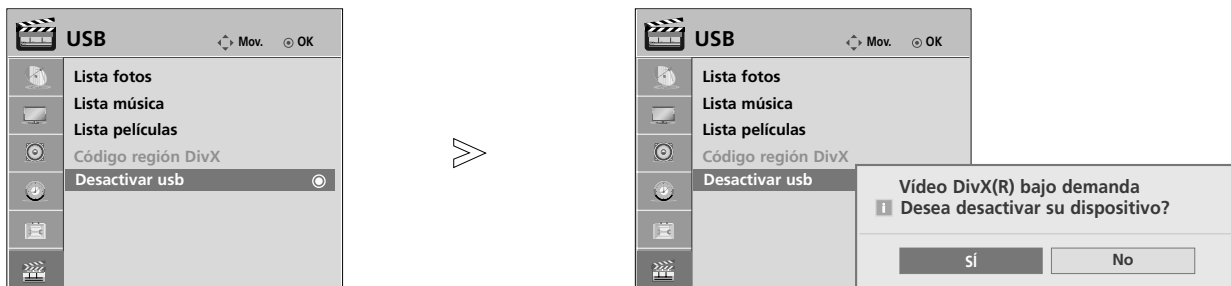 USB Mov. OK
Lista fotos
Lista música
Lista películas
Código región DivX
Desactivar usb
USB Mov. OK
Lista fotos
Lista música
Lista películas
Código región DivX
Desactivar usb
Vídeo DivX(R) bajo demanda
i Desea desactivar su dispositivo?
SÍ No